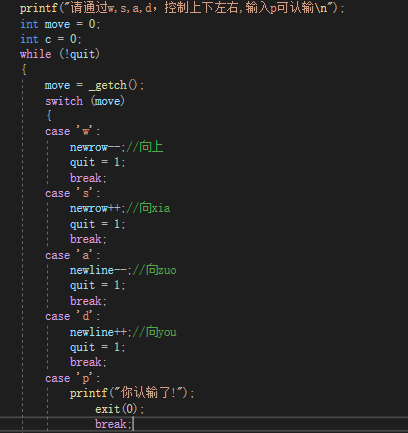 printf("请通过w,s,a,d，控制上下左右,输入p可认输\n");
int move = 0;
int c = 0;
while (!quit)
{
move = _getch();
switch (move)
{
case 'w':
newrow--;//向上
quit = 1;
break;
case 's':
newrow++;//向xia
quit = 1;
break;
case 'a':
newline--;//向zuo
quit = 1;
break;
case 'd':
newline++;//向you
quit = 1;
break;
case 'p':
printf("你认输了!");
exit(0);
break;